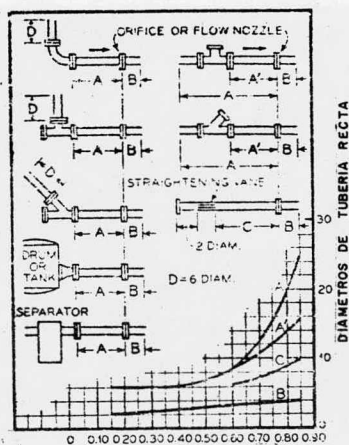 D
ORIFICE OR FLOW NOZZLE
A B
A' B
A
D
A B
A' B
A
D
STRAIGHTENING VANE
A B
C B
2 DIAM.
DRUM
OR
TANK
D=6 DIAM.
A B
SEPARATOR
A B
A'
C
B
30
0
DIAMETROS DE TUBERIA RECTA
0 0.10 0.20 0.30 0.40 0.50 0.60 0.70 0.80 0.90